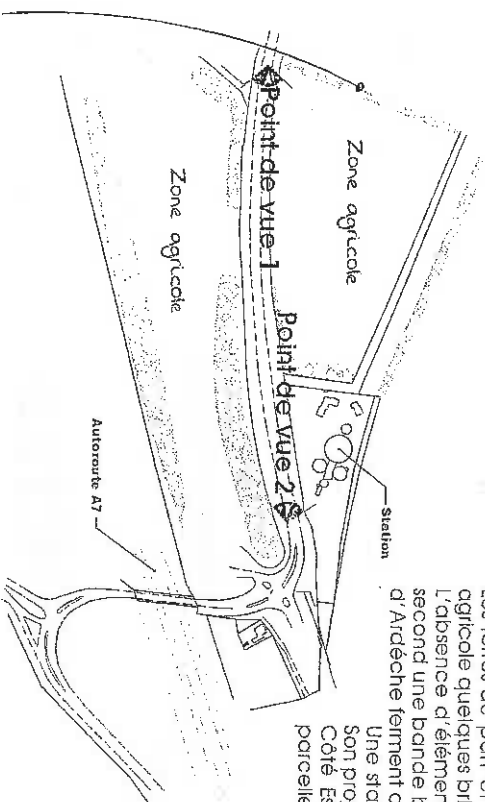 agricole quelques bri
L'absence d'élémen
second une bande b
d'Ardèche ferment c
Une sta
Son pro
Côté Es
parcelle
Zone agricole
Point de vue 1
Zone agricole
Point de vue 2
Station
Autoroute A7